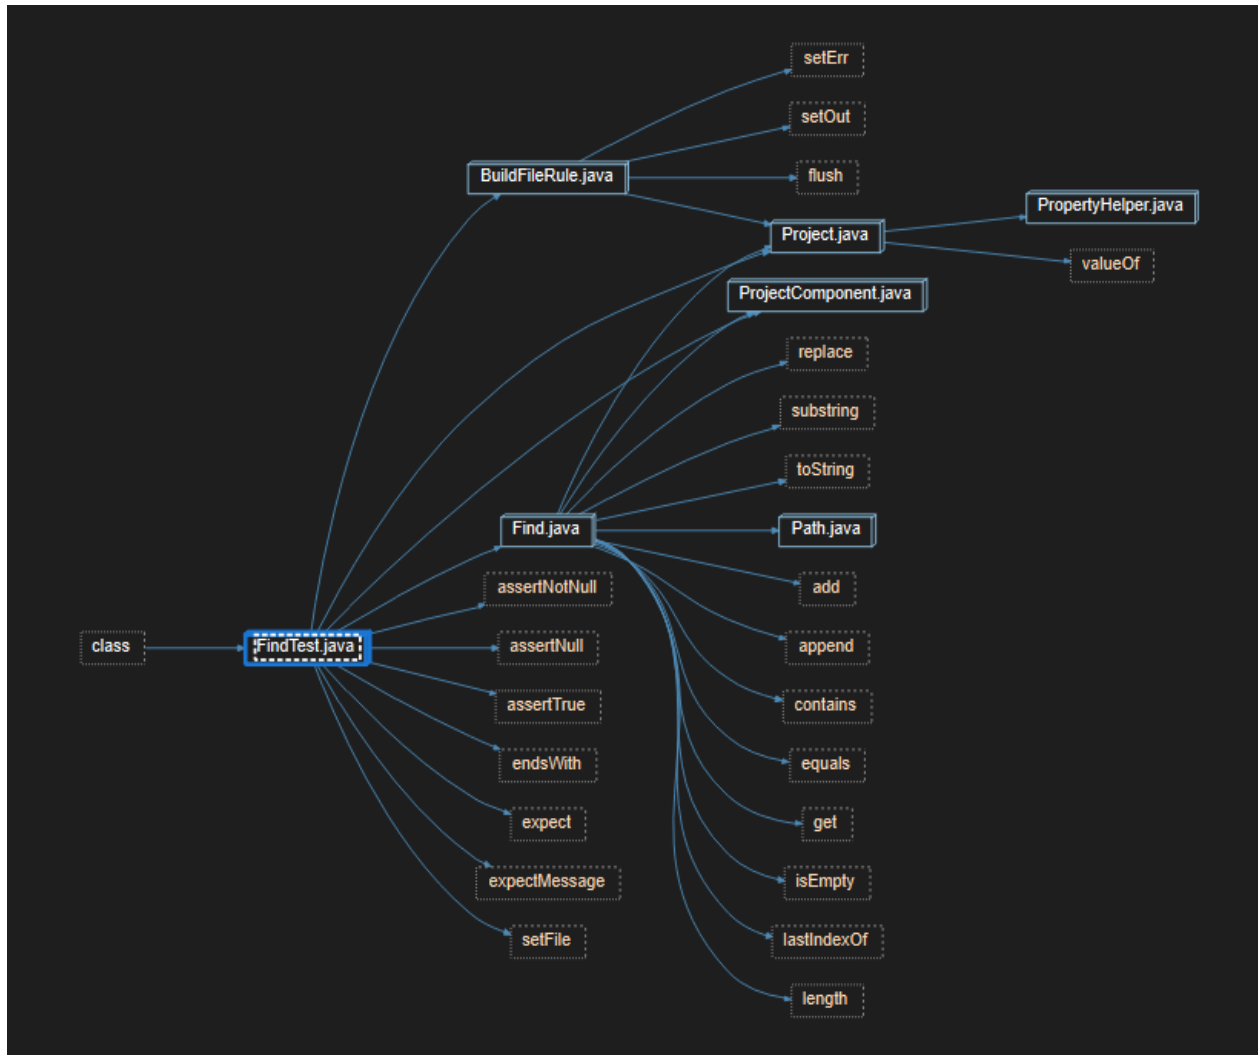 setErr
setOut
BuildFileRule.java
flush
PropertyHelper.java
Project.java
valueOf
ProjectComponent.java
replace
substring
toString
Find.java
Path.java
assertNotNull
add
class
FindTest.java
assertNull
append
assertTrue
contains
endsWith
equals
expect
get
expectMessage
isEmpty
setFile
lastIndexOf
length